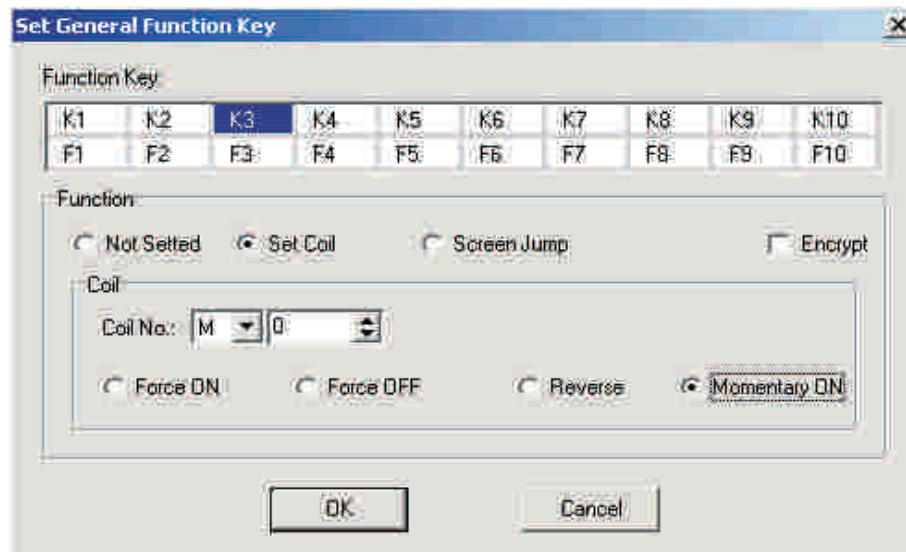 Set General Function Key
Function Key
K1 K2 K3 K4 K5 K6 K7 K8 K9 K10
F1 F2 F3 F4 F5 F6 F7 F8 F9 F10
Function
Not Setted Set Coil Screen Jump Encrypt
Coil
Coil No.: M 0
Force ON Force OFF Reverse Momentary ON
OK Cancel